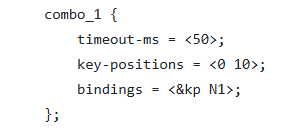 combo_1 {
timeout-ms = <50>;
key-positions = <0 10>;
bindings = <&kp N1>;
};